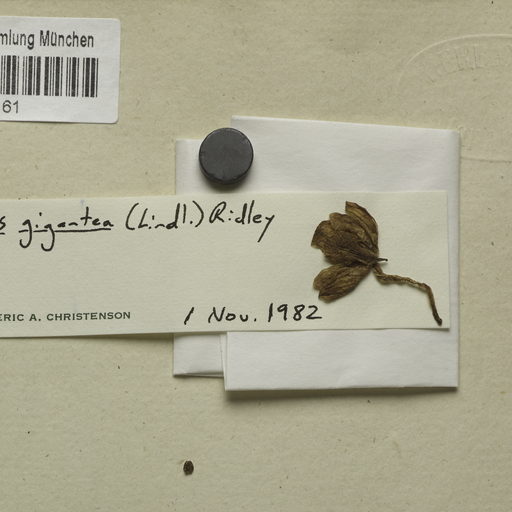 mlung München
61
s gigantea (Lindl.) Ridley
ERIC A. CHRISTENSON
1 Nov. 1982